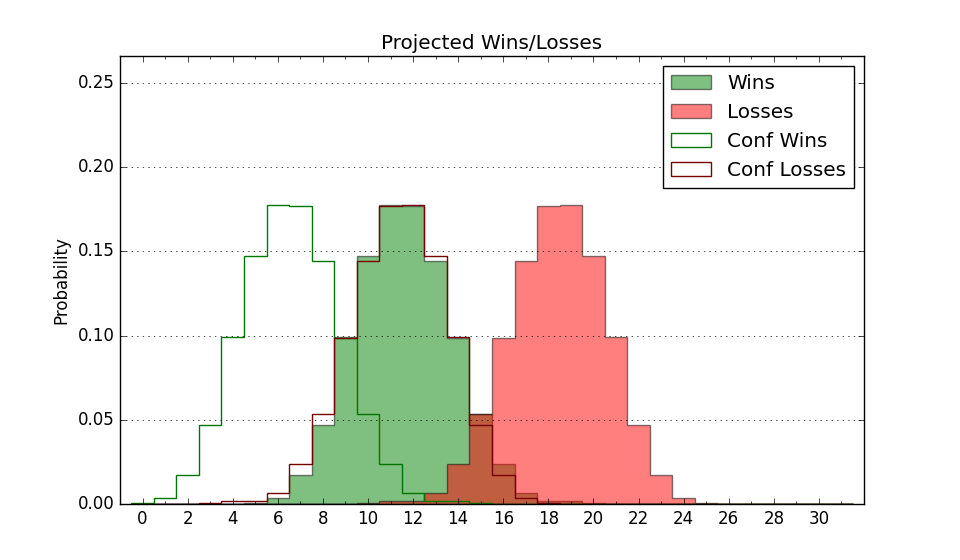 Projected Wins/Losses
0.25
0.20
0.15
0.10
0.05
0.00
Probability
Wins
Losses
Conf Wins
Conf Losses
0 2 4 6 8 10 12 14 16 18 20 22 24 26 28 30